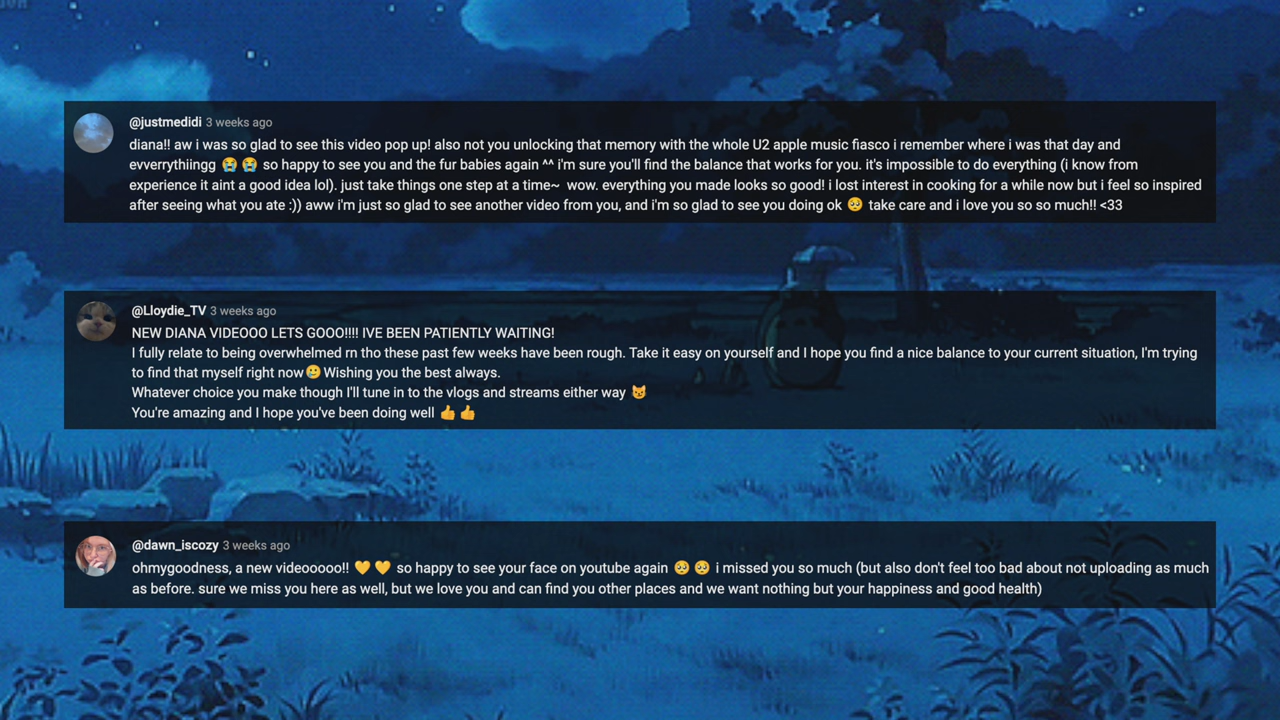 @justmedidi 3 weeks ago
diana!! aw i was so glad to see this video pop up! also not you unlocking that memory with the whole U2 apple music fiasco i remember where i was that day and
evverrythiingg 😭 😭 so happy to see you and the fur babies again ^^ i'm sure you'll find the balance that works for you. it's impossible to do everything (i know from
experience it aint a good idea lol). just take things one step at a time~ wow. everything you made looks so good! i lost interest in cooking for a while now but i feel so inspired
after seeing what you ate :)) aww i'm just so glad to see another video from you, and i'm so glad to see you doing ok 🥺 take care and i love you so so much!! <33
@Lloydie_TV 3 weeks ago
NEW DIANA VIDEOOO LETS GOOO!!!! IVE BEEN PATIENTLY WAITING!
I fully relate to being overwhelmed rn tho these past few weeks have been rough. Take it easy on yourself and I hope you find a nice balance to your current situation, I'm trying
to find that myself right now🥲 Wishing you the best always.
Whatever choice you make though I'll tune in to the vlogs and streams either way 😼
You're amazing and I hope you've been doing well 👍 👍
@dawn_iscozy 3 weeks ago
ohmygoodness, a new videooooo!! 💛 💛 so happy to see your face on youtube again 🥺 🥺 i missed you so much (but also don't feel too bad about not uploading as much
as before. sure we miss you here as well, but we love you and can find you other places and we want nothing but your happiness and good health)